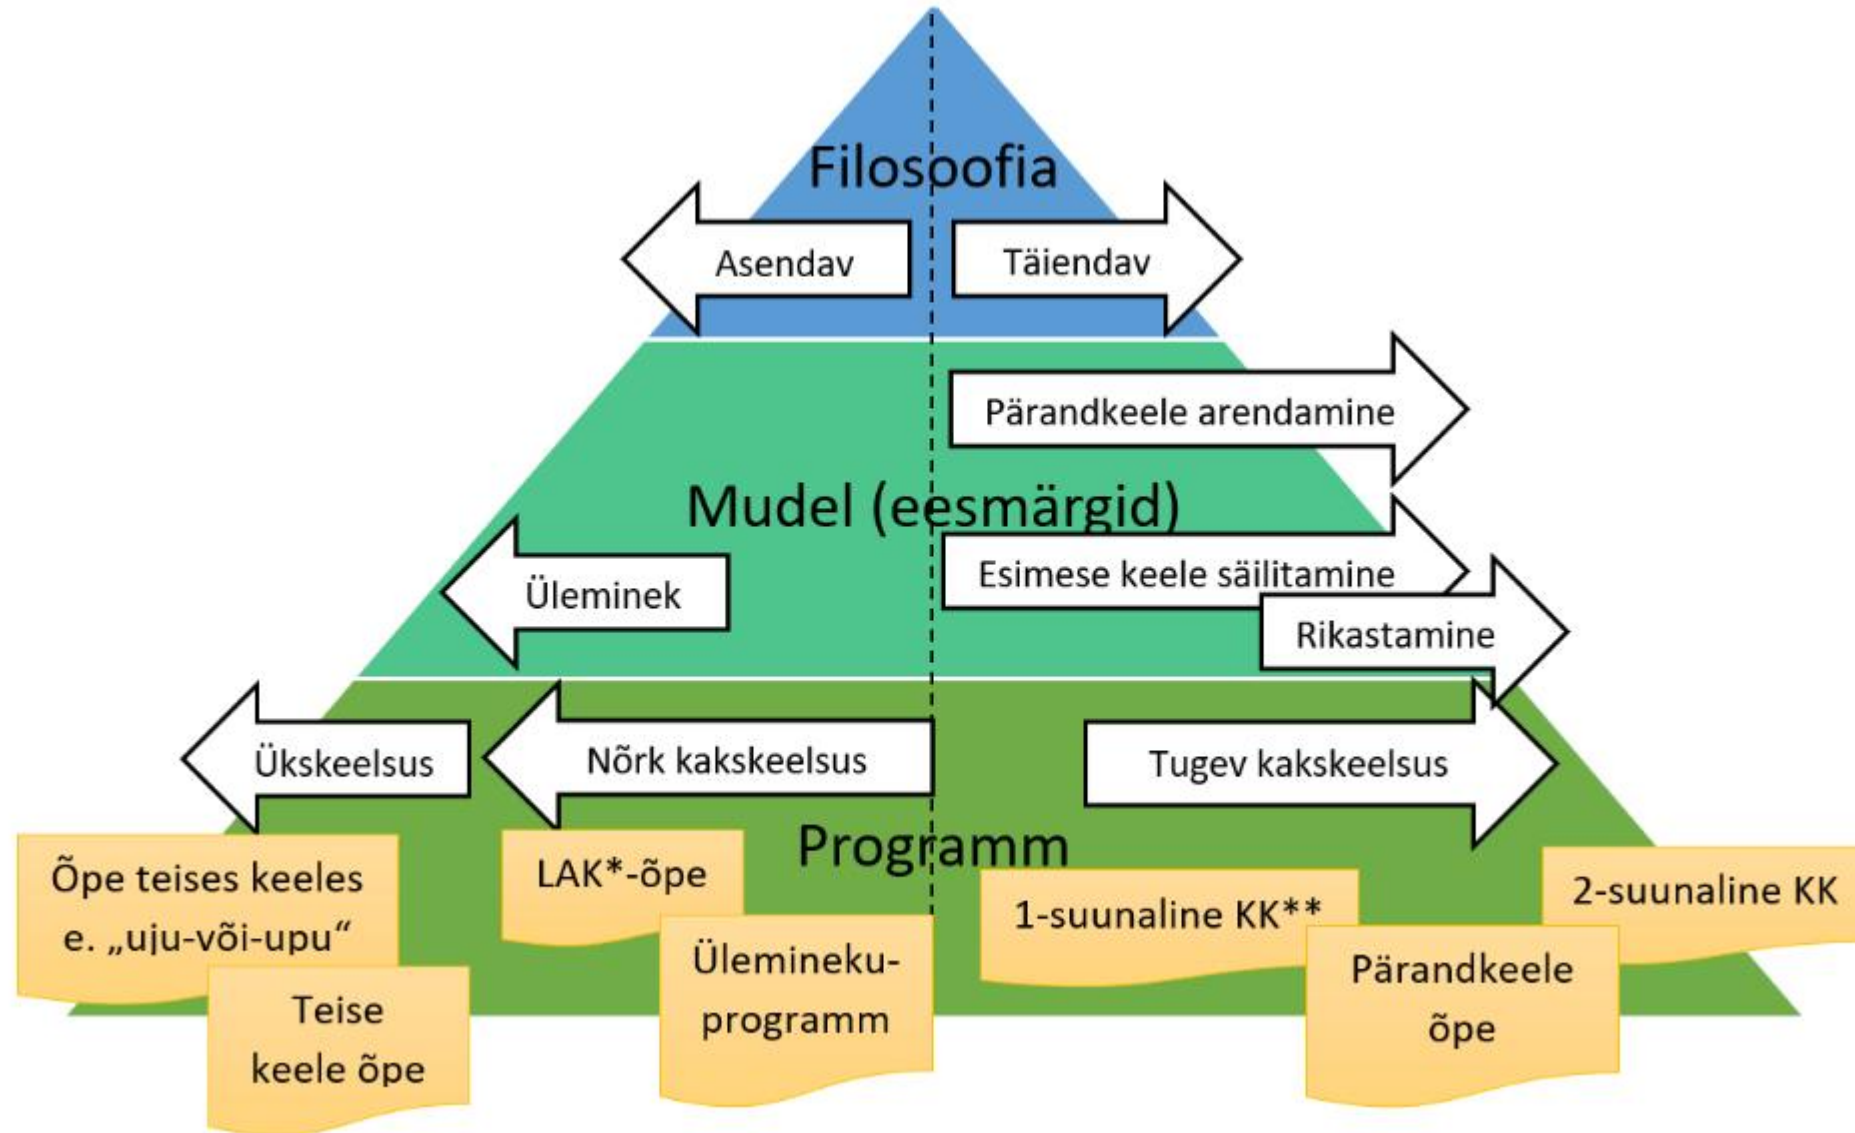 Filosoofia
Asendav
Täiendav
Pärandkeele arendamine
Mudel (eesmärgid)
Esimese keele säilitamine
Üleminek
Rikastamine
Ükskeelsus
Nõrk kakskeelsus
Tugev kakskeelsus
Programm
Õpe teises keeles
e. „uju-või-upu“
LAK*-õpe
1-suunaline KK**
2-suunaline KK
Teise
keele õpe
Ülemineku-
programm
Pärandkeele
õpe